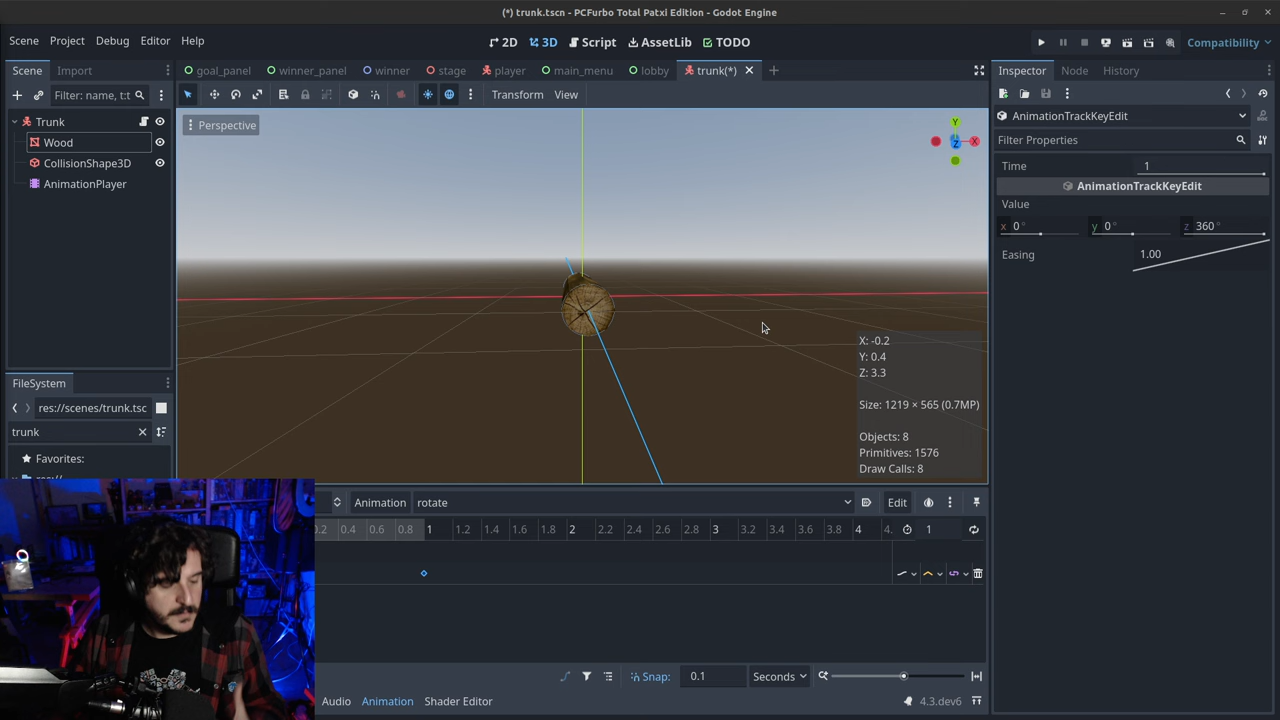 (*) trunk.tscn - PCFurbo Total Patxi Edition - Godot Engine
Scene Project Debug Editor Help
2D 3D Script AssetLib TODO
Compatibility
Scene Import
goal_panel winner_panel winner stage player main_menu lobby trunk(*)
Inspector Node History
Filter: name, t:t
Transform View
Trunk
Wood
CollisionShape3D
AnimationPlayer
Perspective
Y
X
Z
AnimationTrackKeyEdit
Filter Properties
Time 1
AnimationTrackKeyEdit
Value
x 0° y 0° z 360°
Easing 1.00
X: -0.2
Y: 0.4
Z: 3.3
Size: 1219 × 565 (0.7MP)
Objects: 8
Primitives: 1576
Draw Calls: 8
FileSystem
res://scenes/trunk.tsc
trunk
Favorites:
Animation rotate Edit
0.2 0.4 0.6 0.8 1 1.2 1.4 1.6 1.8 2 2.2 2.4 2.6 2.8 3 3.2 3.4 3.6 3.8 4 4. 1
Snap: 0.1 Seconds
Audio Animation Shader Editor
4.3.dev6